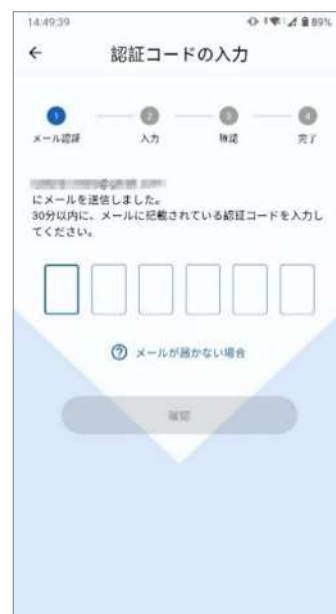 14:49:39 89%
← 認証コードの入力
1 2 3 4
メール認証 入力 確認 完了
にメールを送信しました。
30分以内に、メールに記載されている認証コードを入力し
てください。
? メールが届かない場合
確認